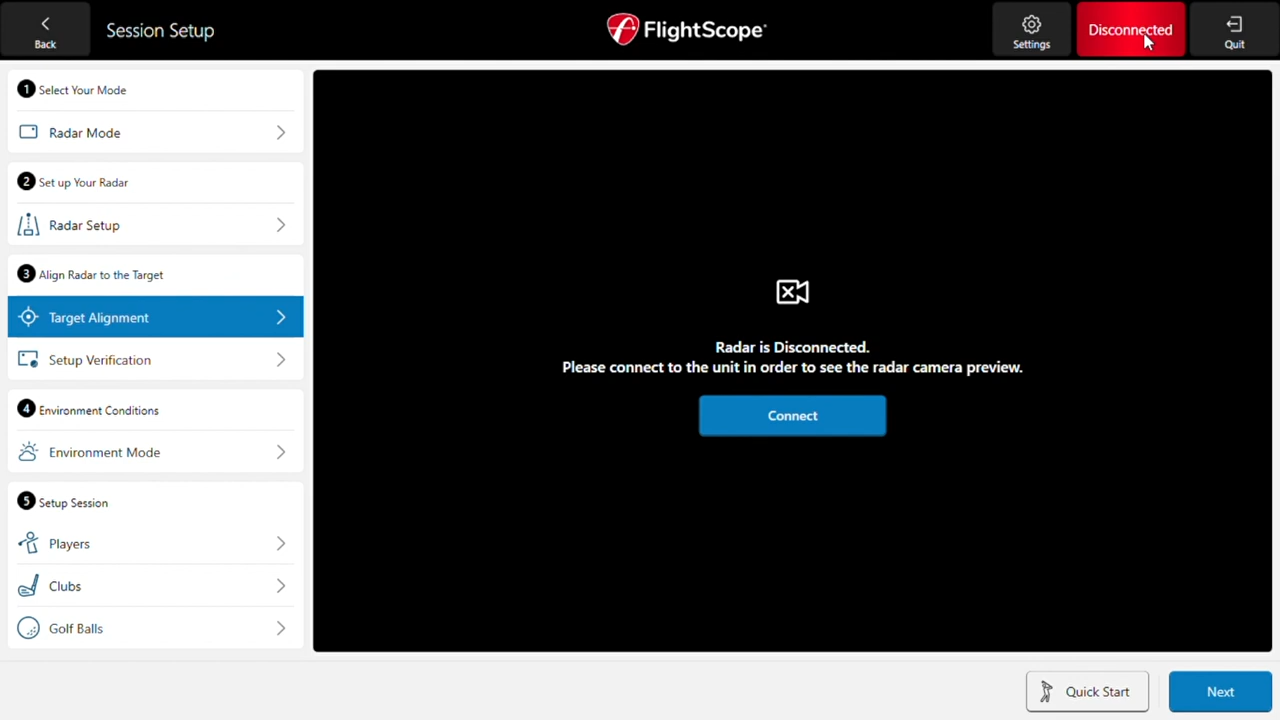 Back
Session Setup
FlightScope
Settings
Disconnected
Quit
1 Select Your Mode
Radar Mode
2 Set up Your Radar
Radar Setup
3 Align Radar to the Target
Target Alignment
Setup Verification
4 Environment Conditions
Environment Mode
5 Setup Session
Players
Clubs
Golf Balls
Radar is Disconnected.
Please connect to the unit in order to see the radar camera preview.
Connect
Quick Start
Next